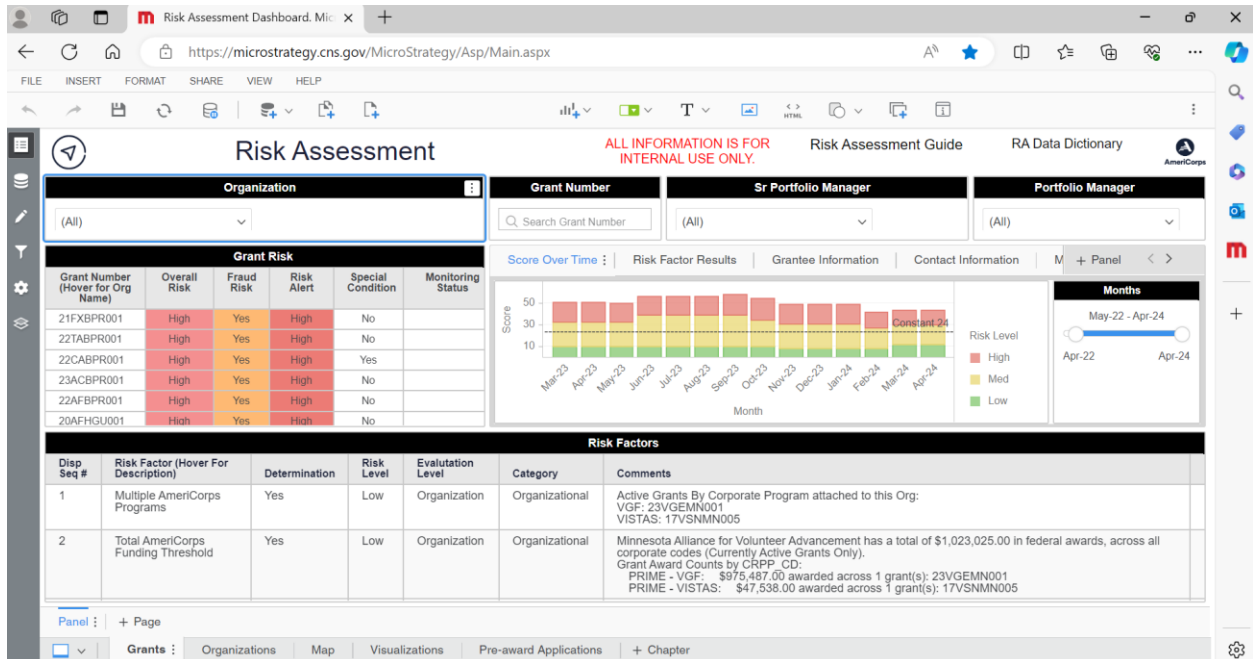 Risk Assessment Dashboard. Mic
https://microstrategy.cns.gov/MicroStrategy/Asp/Main.aspx
FILE INSERT FORMAT SHARE VIEW HELP
T HTML
Risk Assessment
ALL INFORMATION IS FOR
INTERNAL USE ONLY.
Risk Assessment Guide
RA Data Dictionary
AmeriCorps
Organization
(All)
Grant Number
Search Grant Number
Sr Portfolio Manager
(All)
Portfolio Manager
(All)
Grant Risk
Grant Number (Hover for Org Name) Overall Risk Fraud Risk Risk Alert Special Condition Monitoring Status
21FXBPR001 High Yes High No
22TABPR001 High Yes High No
22CABPR001 High Yes High Yes
23ACBPR001 High Yes High No
22AFBPR001 High Yes High No
20AFHGU001 High Yes High No
Score Over Time Risk Factor Results Grantee Information Contact Information M + Panel
Score
50
30
10
Constant 24
Mar-23 Apr-23 May-23 Jun-23 Jul-23 Aug-23 Sep-23 Oct-23 Nov-23 Dec-23 Jan-24 Feb-24 Mar-24 Apr-24
Month
Risk Level
High
Med
Low
Months
May-22 - Apr-24
Apr-22 Apr-24
Risk Factors
Disp Seq # Risk Factor (Hover For Description) Determination Risk Level Evalutation Level Category Comments
1 Multiple AmeriCorps Programs Yes Low Organization Organizational Active Grants By Corporate Program attached to this Org:
VGF: 23VGEMN001
VISTAS: 17VSNMN005
2 Total AmeriCorps Funding Threshold Yes Low Organization Organizational Minnesota Alliance for Volunteer Advancement has a total of $1,023,025.00 in federal awards, across all
corporate codes (Currently Active Grants Only).
Grant Award Counts by CRPP_CD:
PRIME - VGF: $975,487.00 awarded across 1 grant(s): 23VGEMN001
PRIME - VISTAS: $47,538.00 awarded across 1 grant(s): 17VSNMN005
Panel + Page
Grants Organizations Map Visualizations Pre-award Applications + Chapter